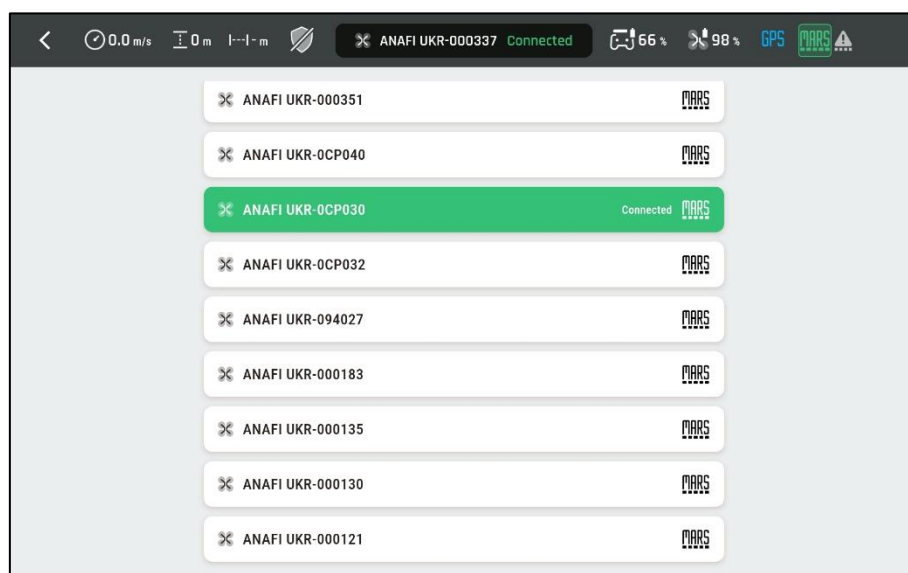 0.0 m/s 0 m - m ANAFI UKR-000337 Connected 66 % 98 % GPS MARS
ANAFI UKR-000351 MARS
ANAFI UKR-0CP040 MARS
ANAFI UKR-0CP030 Connected MARS
ANAFI UKR-0CP032 MARS
ANAFI UKR-094027 MARS
ANAFI UKR-000183 MARS
ANAFI UKR-000135 MARS
ANAFI UKR-000130 MARS
ANAFI UKR-000121 MARS